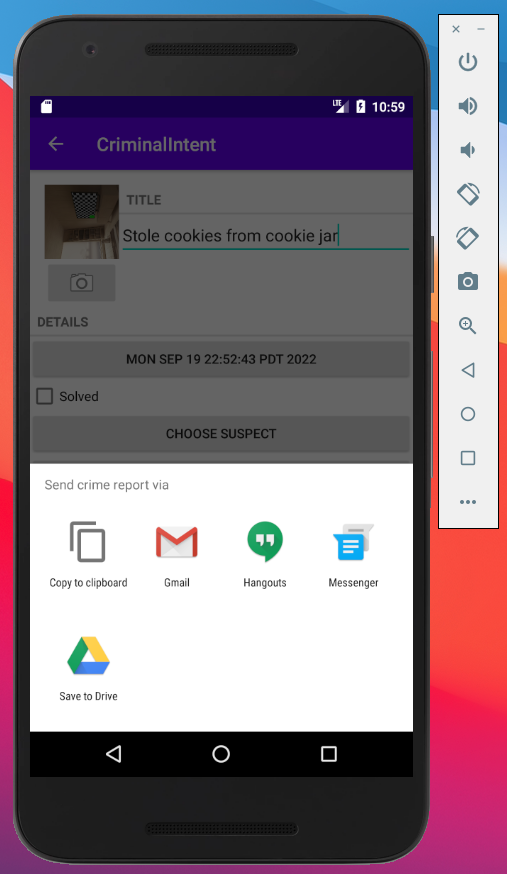 LTE 10:59
CriminalIntent
TITLE
Stole cookies from cookie jar
DETAILS
MON SEP 19 22:52:43 PDT 2022
Solved
CHOOSE SUSPECT
Send crime report via
Copy to clipboard Gmail Hangouts Messenger
Save to Drive